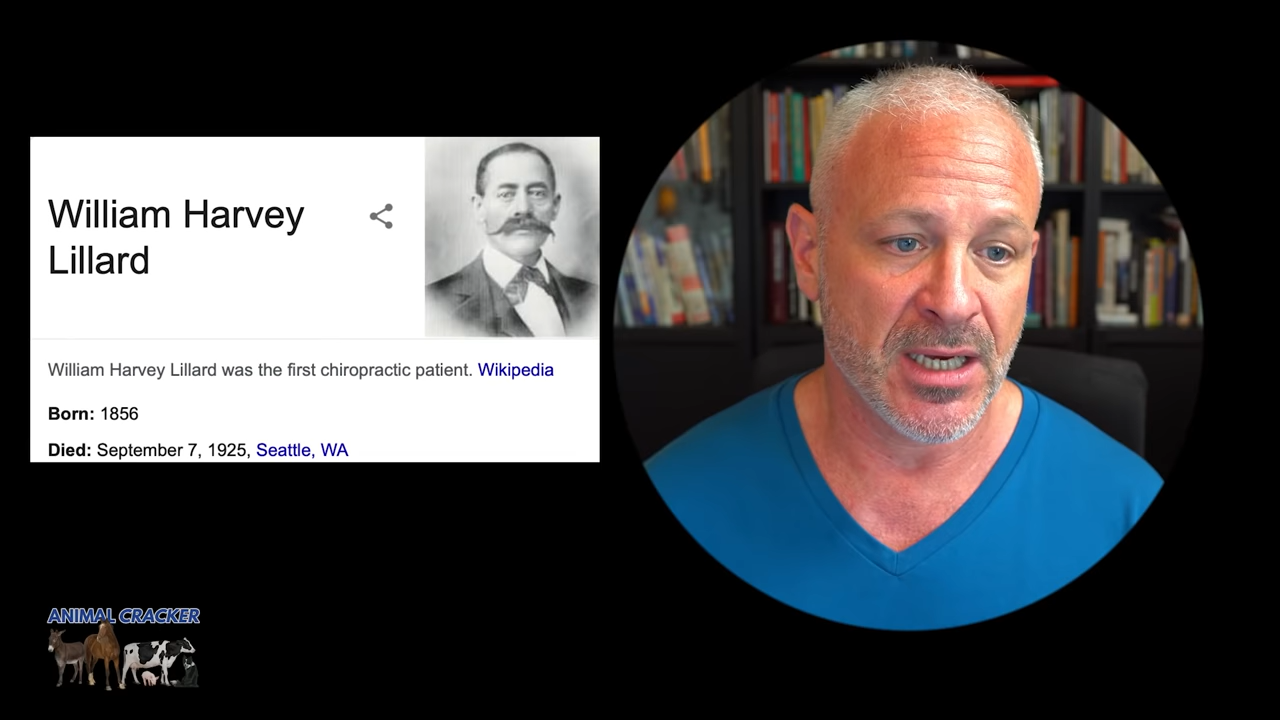 William Harvey
Lillard
William Harvey Lillard was the first chiropractic patient. Wikipedia
Born: 1856
Died: September 7, 1925, Seattle, WA
ANIMAL CRACKER